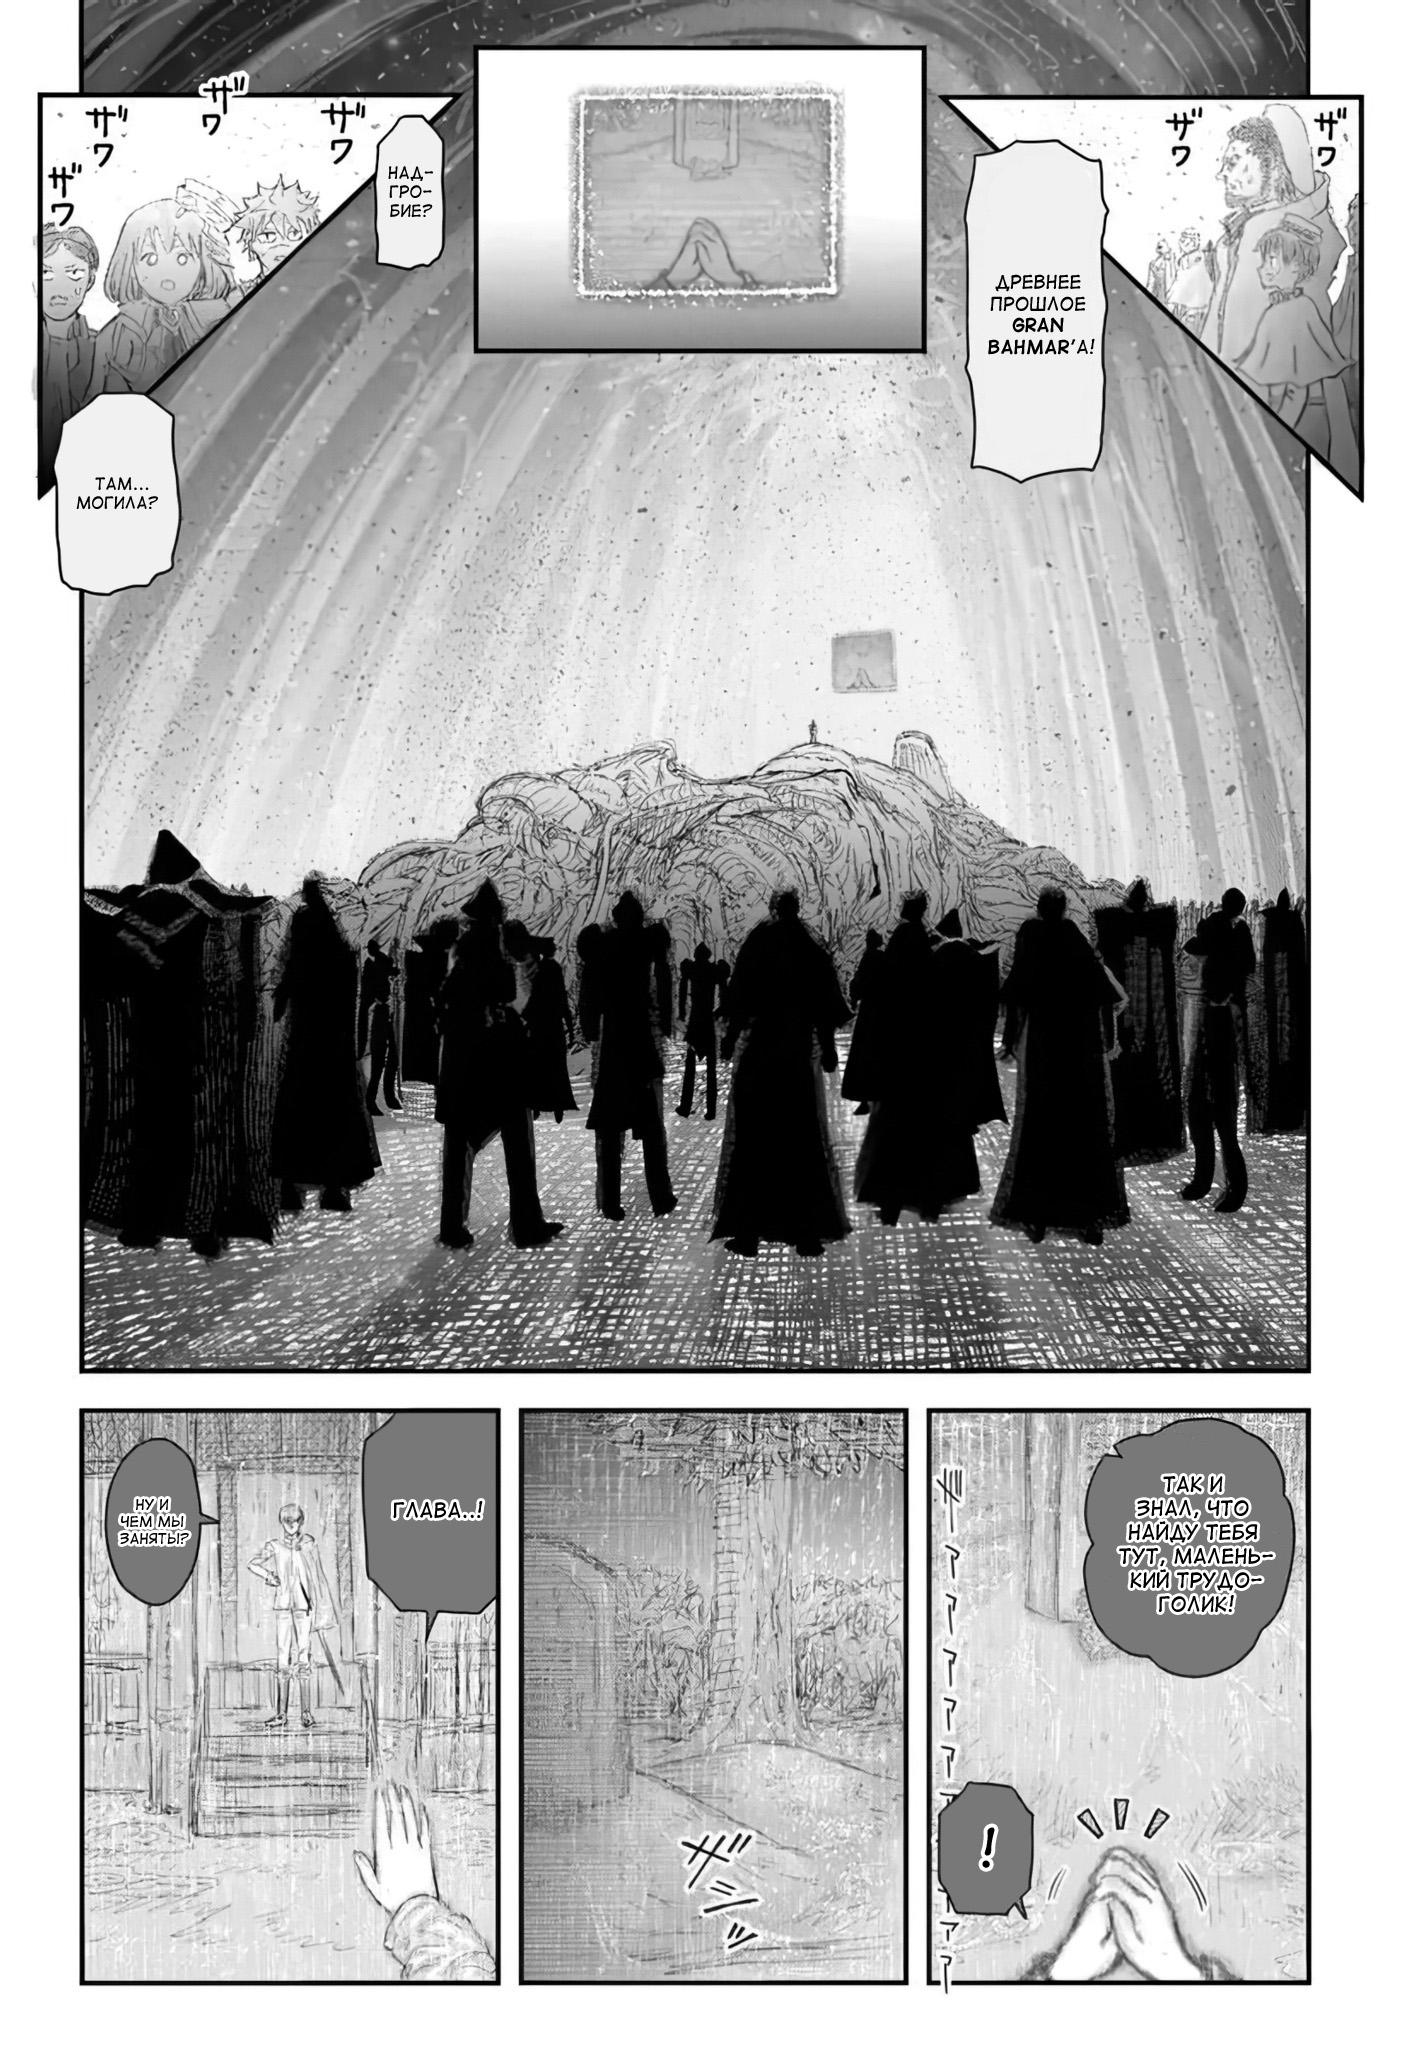 ザワ
ザワ
ДРЕВНЕЕ
ПРОШЛОЕ
GRAN
BAHMAR'А!
НАД-
ГРО-
БИЕ?
ザワ
ザワ
ザワ
ザワ
ТАМ...
МОГИЛА?
ТАК И
ЗНАЛ, ЧТО
НАЙДУ ТЕБЯ
ТУТ, МАЛЕНЬ-
КИЙ ТРУДО-
ГОЛИК!
!
ザッ
ГЛАВА..!
НУ И
ЧЕМ МЫ
ЗАНЯТЫ?